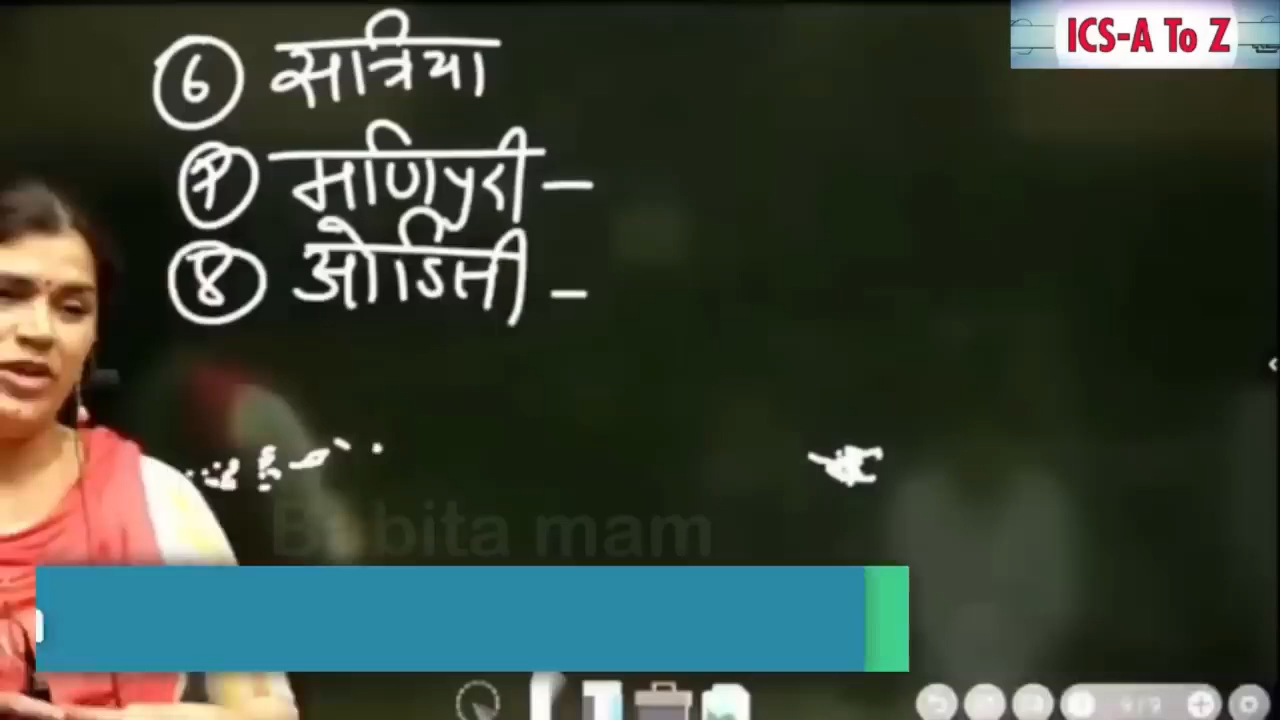 ICS-A To Z
6 सत्रिया
7 मणिपुरी -
8 ओडिसी -
Babita mam